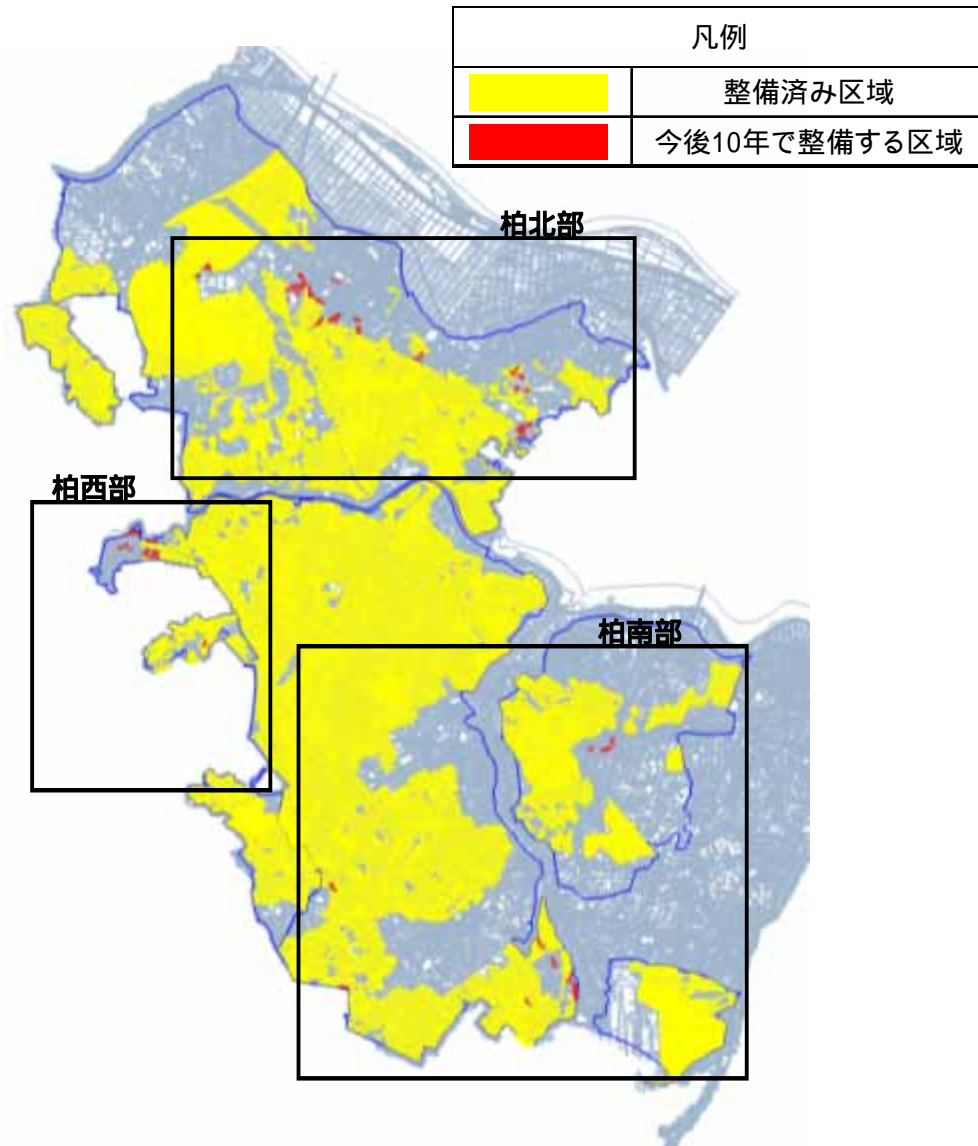 凡例
整備済み区域
今後10年で整備する区域
柏北部
柏西部
柏南部